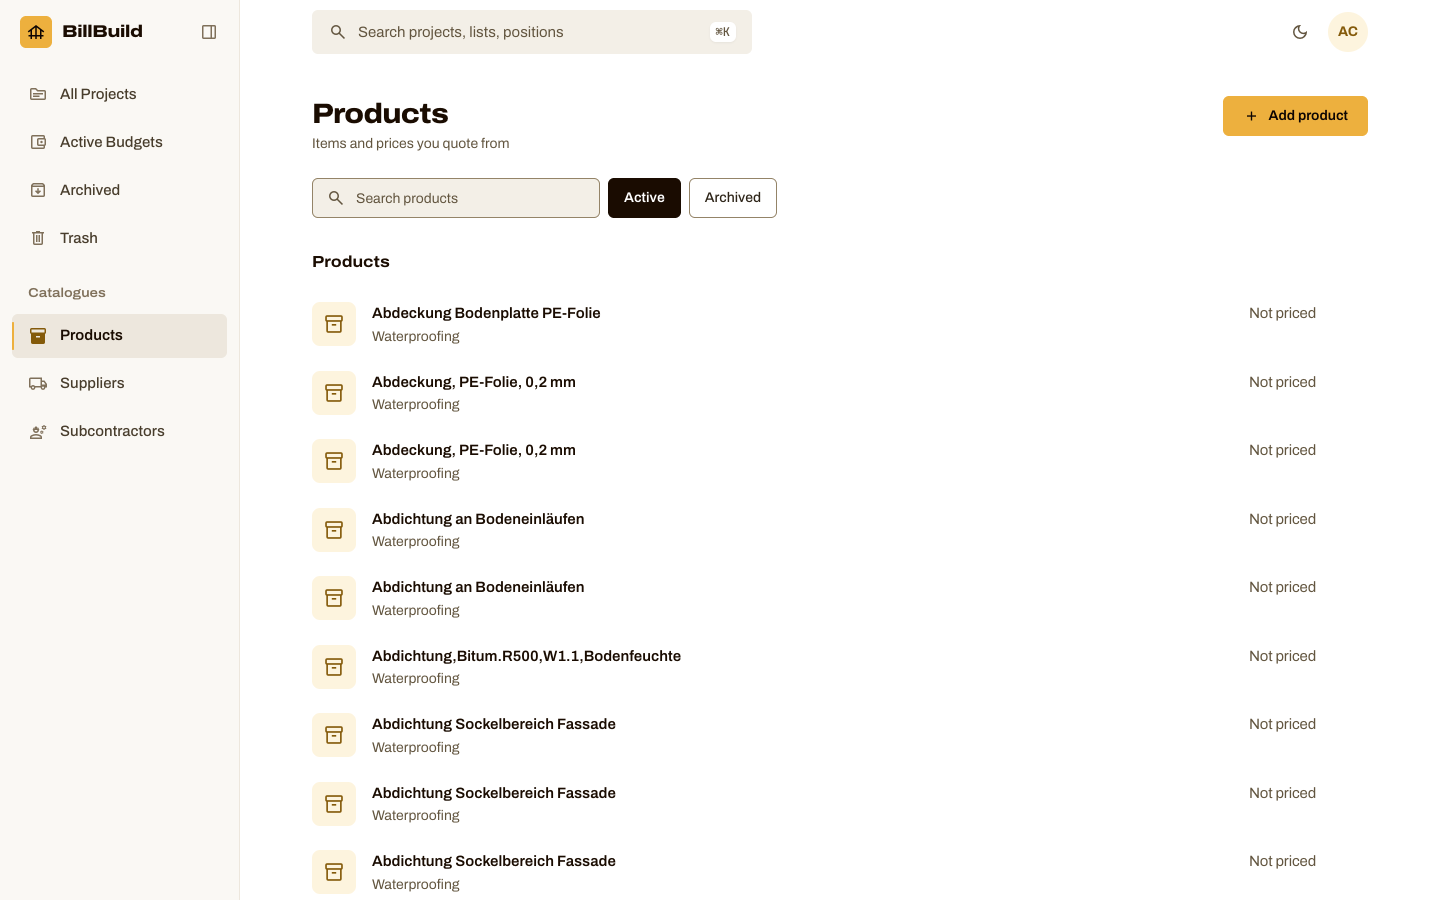 BillBuild
Search projects, lists, positions
⌘K
AC
All Projects
Active Budgets
Archived
Trash
Catalogues
Products
Suppliers
Subcontractors
Products
Items and prices you quote from
Add product
Search products
Active
Archived
Products
Abdeckung Bodenplatte PE-Folie
Not priced
Waterproofing
Abdeckung, PE-Folie, 0,2 mm
Not priced
Waterproofing
Abdeckung, PE-Folie, 0,2 mm
Not priced
Waterproofing
Abdichtung an Bodeneinläufen
Not priced
Waterproofing
Abdichtung an Bodeneinläufen
Not priced
Waterproofing
Abdichtung,Bitum.R500,W1.1,Bodenfeuchte
Not priced
Waterproofing
Abdichtung Sockelbereich Fassade
Not priced
Waterproofing
Abdichtung Sockelbereich Fassade
Not priced
Waterproofing
Abdichtung Sockelbereich Fassade
Not priced
Waterproofing